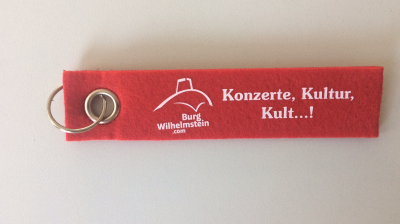 Burg
Wilhelmstein
.com
Konzerte, Kultur,
Kult...!